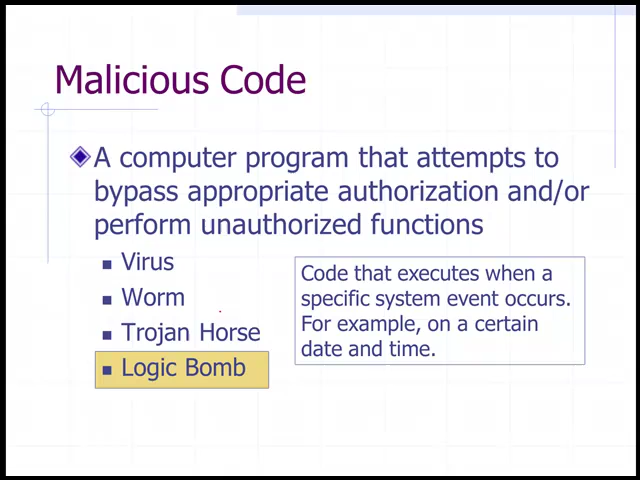 Malicious Code
A computer program that attempts to
bypass appropriate authorization and/or
perform unauthorized functions
Virus
Worm
Trojan Horse
Logic Bomb
Code that executes when a
specific system event occurs.
For example, on a certain
date and time.